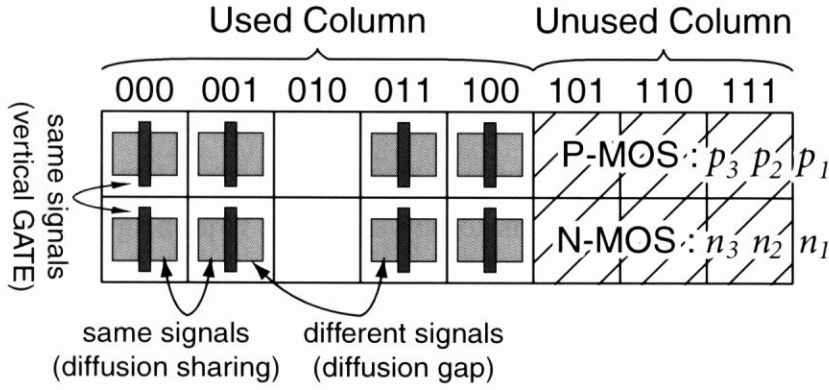 Used Column Unused Column
000 001 010 011 100 101 110 111
same signals
(vertical GATE)
P-MOS : p3 p2 p1
N-MOS : n3 n2 n1
same signals
(diffusion sharing)
different signals
(diffusion gap)